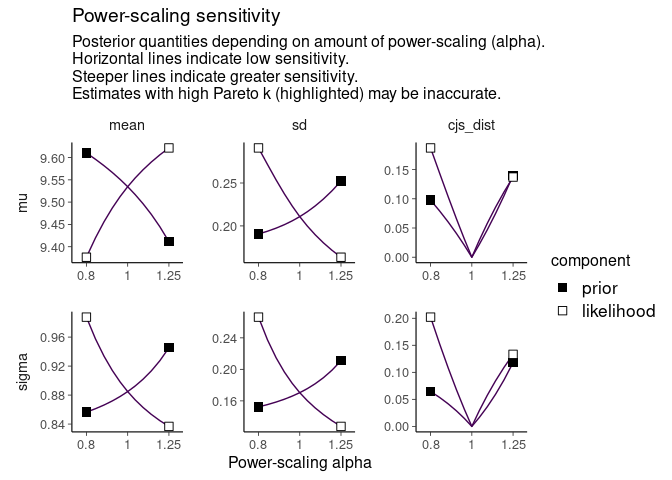 Power-scaling sensitivity
Posterior quantities depending on amount of power-scaling (alpha).
Horizontal lines indicate low sensitivity.
Steeper lines indicate greater sensitivity.
Estimates with high Pareto k (highlighted) may be inaccurate.
mean sd cjs_dist
mu
9.60
9.55
9.50
9.45
9.40
0.25
0.20
0.15
0.10
0.05
0.00
0.8 1 1.25 0.8 1 1.25 0.8 1 1.25
component
prior
likelihood
sigma
0.96
0.92
0.88
0.84
0.24
0.20
0.16
0.20
0.15
0.10
0.05
0.00
0.8 1 1.25 0.8 1 1.25 0.8 1 1.25
Power-scaling alpha